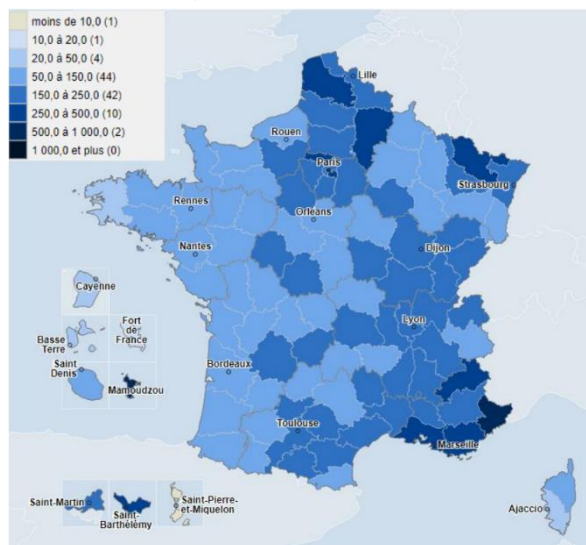 moins de 10,0 (1)
10,0 à 20,0 (1)
20,0 à 50,0 (4)
50,0 à 150,0 (44)
150,0 à 250,0 (42)
250,0 à 500,0 (10)
500,0 à 1 000,0 (2)
1 000,0 et plus (0)
Lille
Rouen
Paris
Strasbourg
Rennes
Orléans
Nantes
Dijon
Cayenne
Lyon
Basse
Terre
Fort
de
France
Saint
Denis
Mamoudzou
Bordeaux
Toulouse
Marseille
Saint-Martin
Saint-
Barthélémy
Saint-Pierre
et-Miquelon
Ajaccio